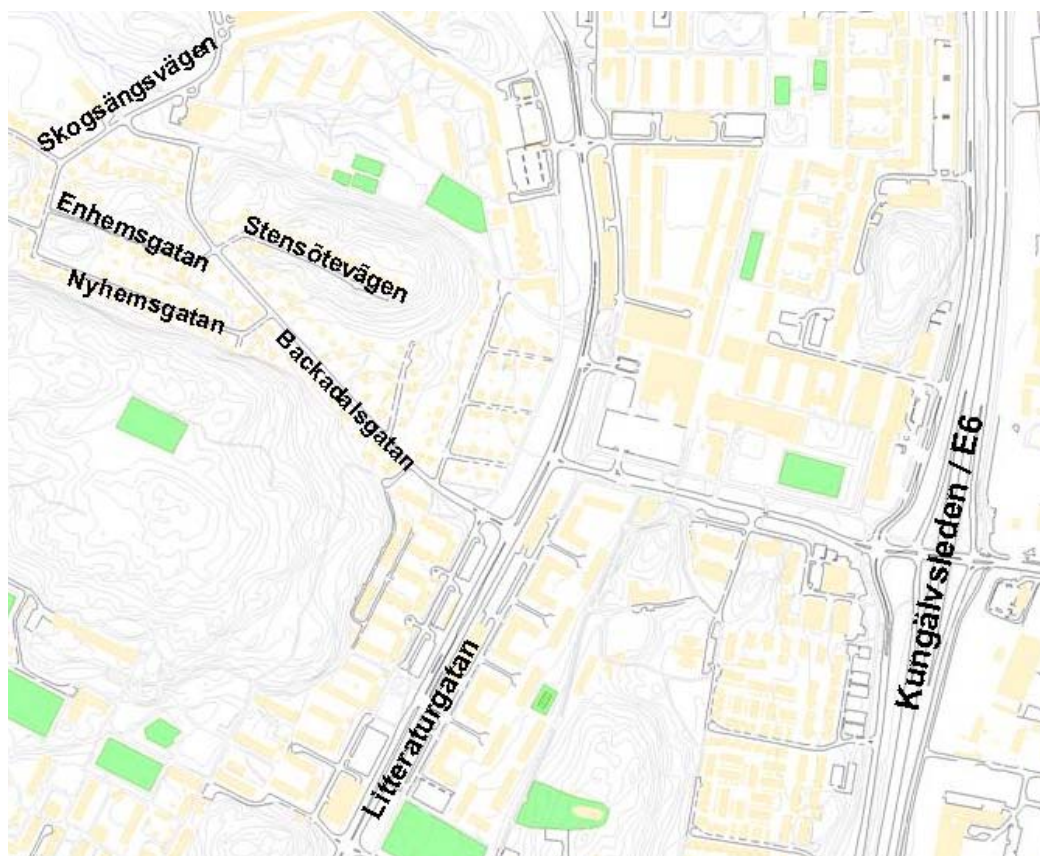 Skogsängsvägen
Enhemsgatan
Stensötevägen
Nyhemsgatan
Backadalsgatan
Kungälvsleden / E6
Litteraturgatan